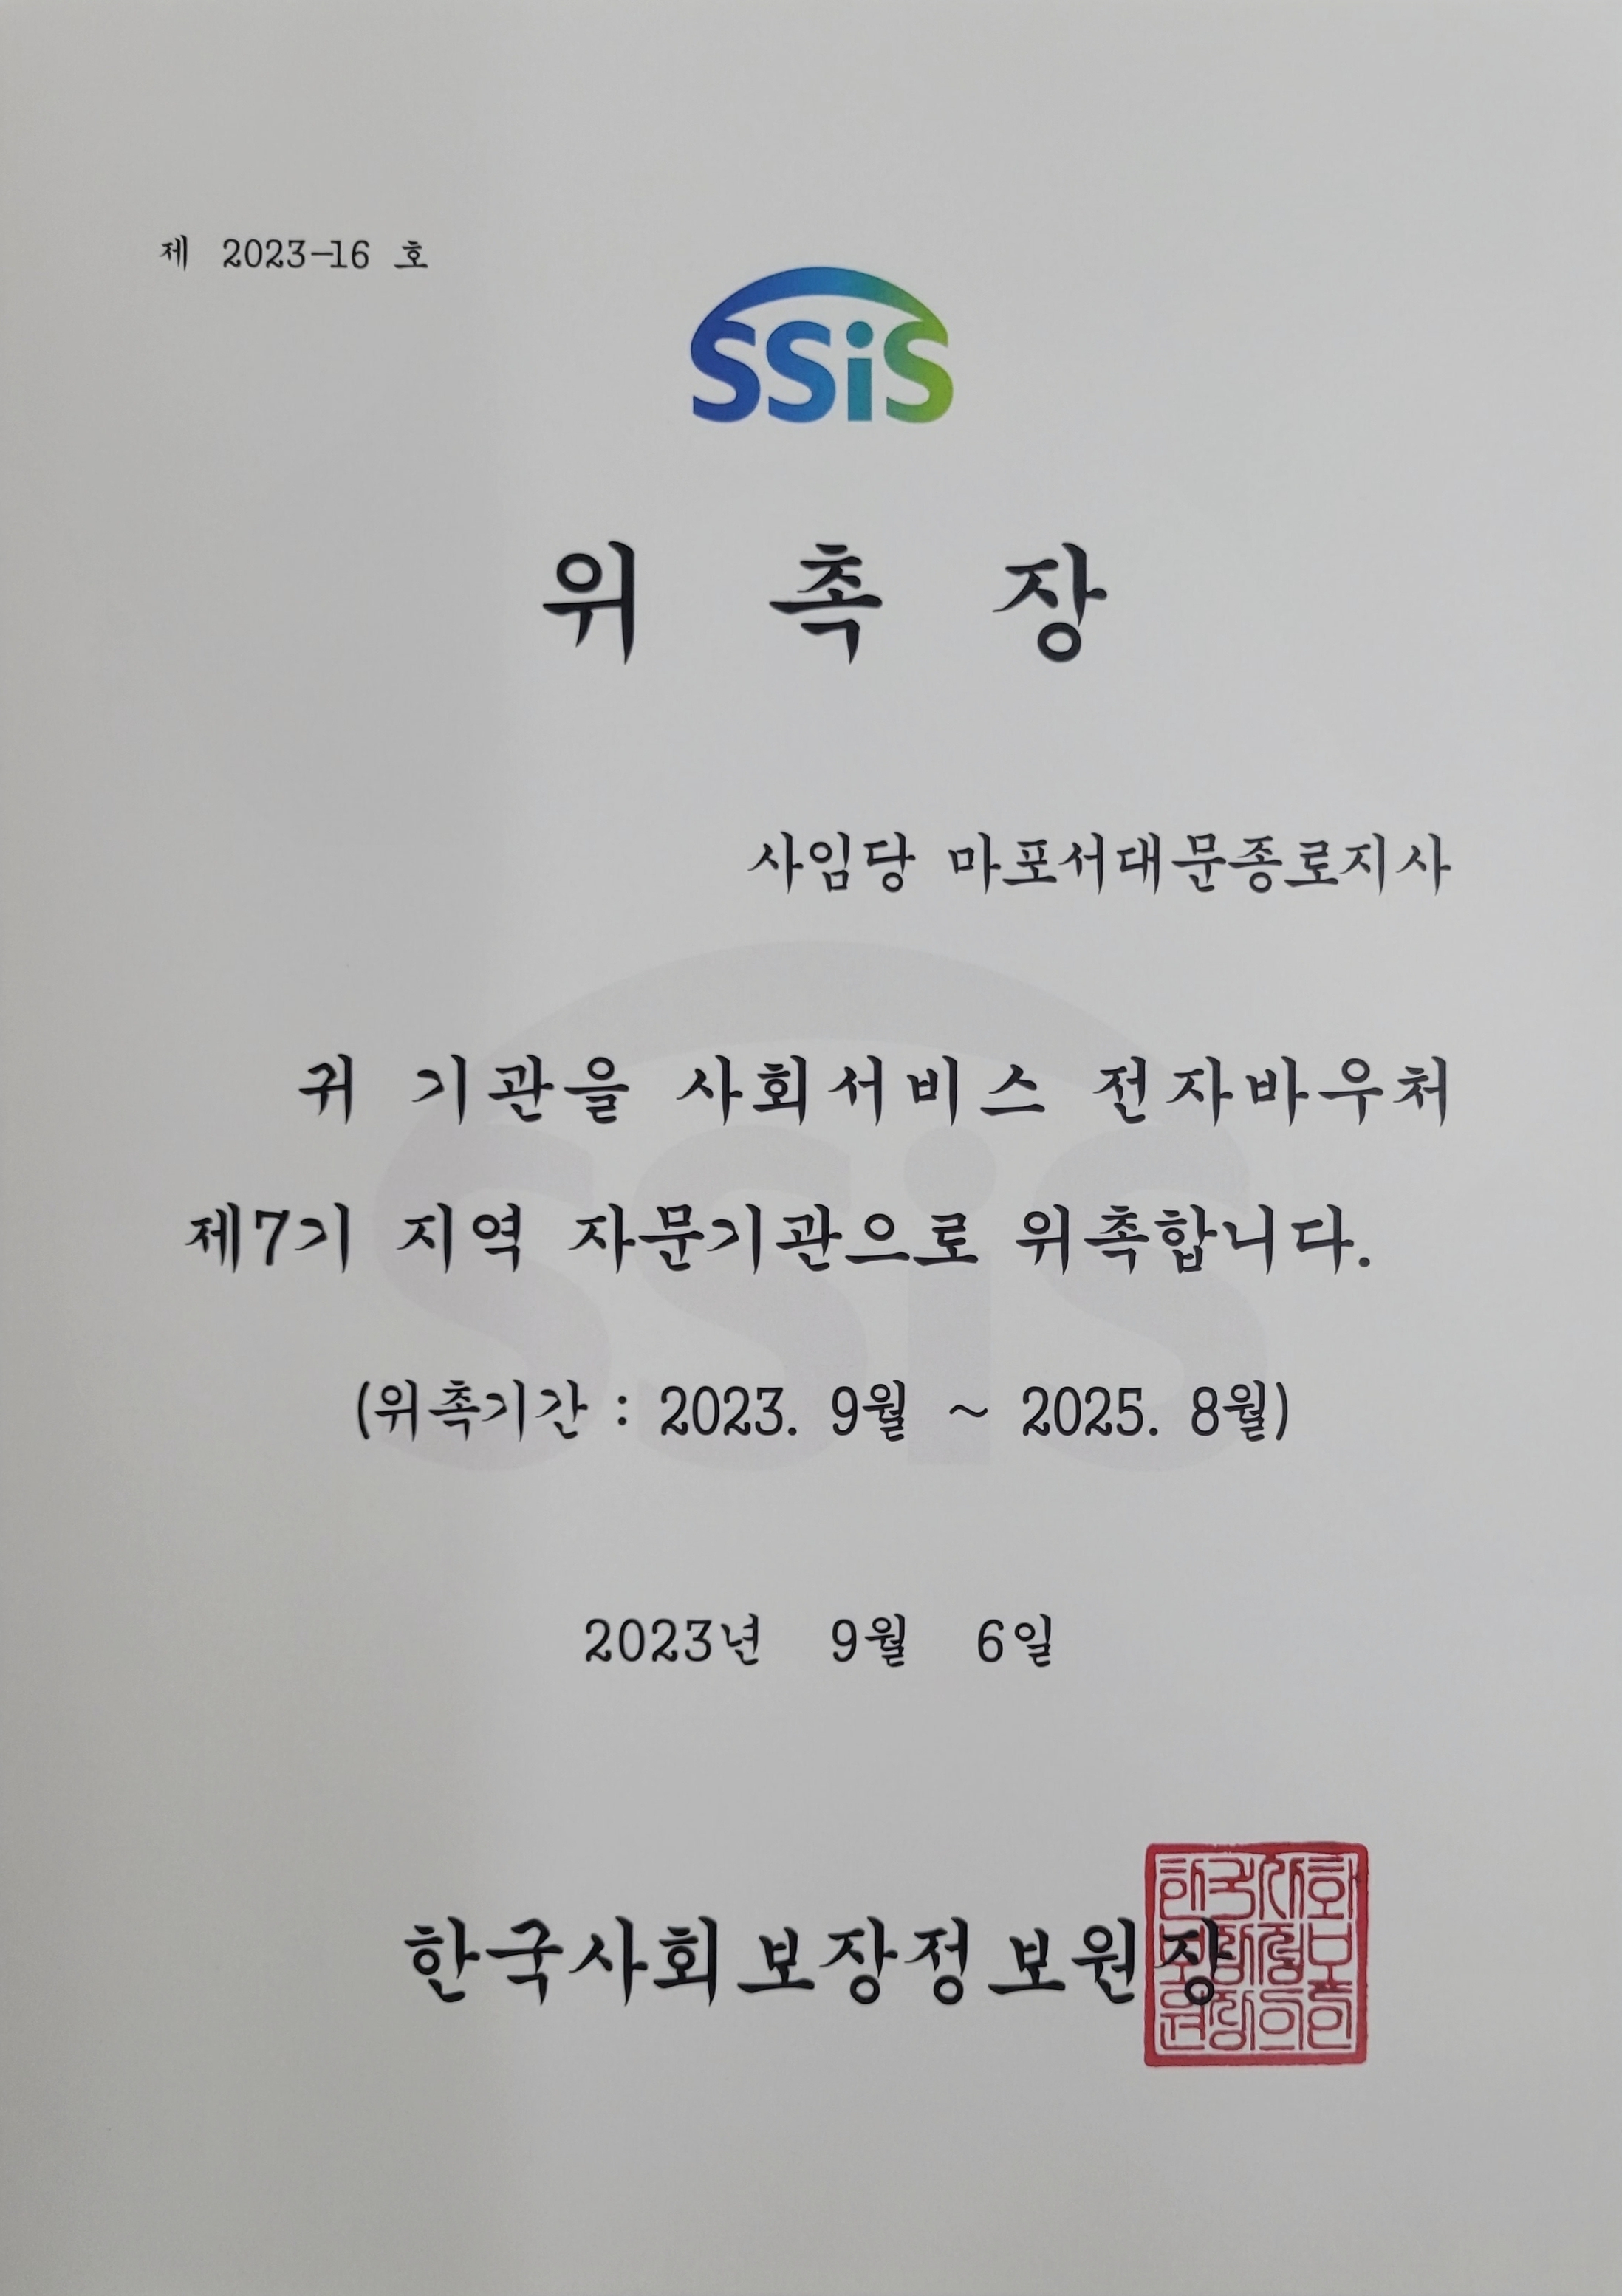 제 2023-16 호
SSiS
위 촉 장
사임당 마포서대문종로지사
귀 기관을 사회서비스 전자바우처
제7기 지역 자문기관으로 위촉합니다.
(위촉기간 : 2023. 9월 ~ 2025. 8월)
2023년 9월 6일
한국사회보장정보원장